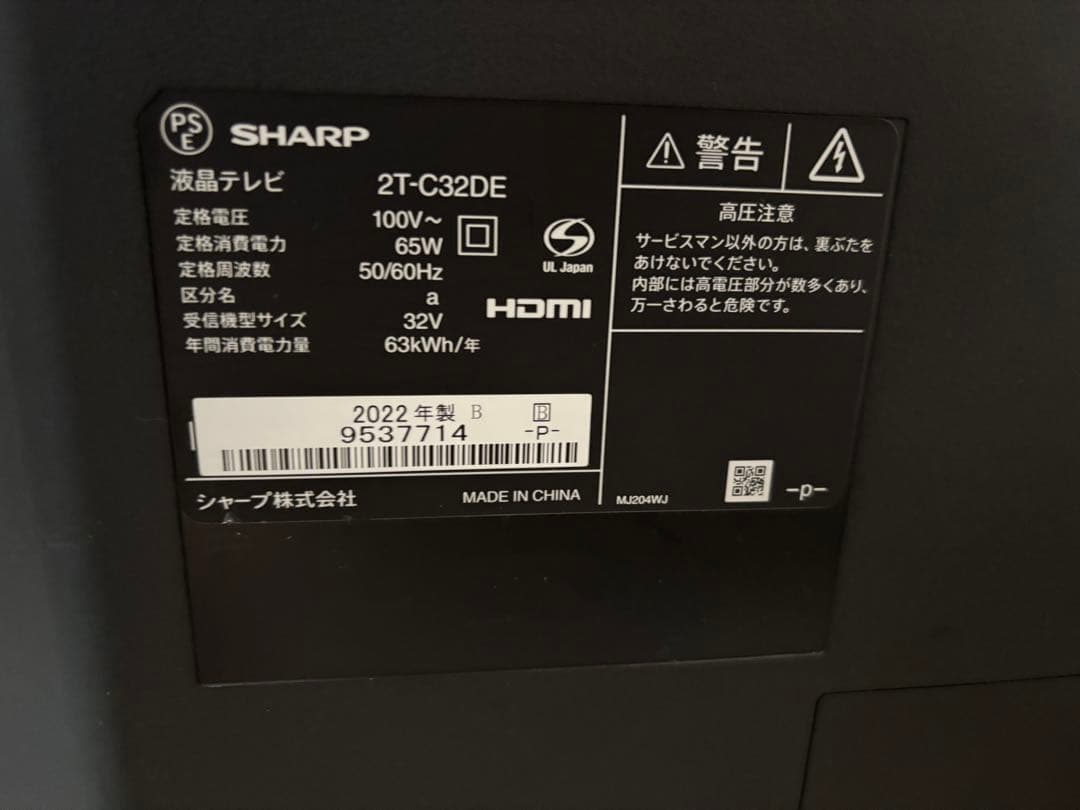 PS
E
SHARP
液晶テレビ 2T-C32DE
定格電圧 100V~
定格消費電力 65W
定格周波数 50/60Hz
区分名 a
受信機型サイズ 32V
年間消費電力量 63kWh/年
S
UL Japan
HDMI
2022年製 B B
9537714 -P-
シャープ株式会社 MADE IN CHINA
警告
高圧注意
サービスマン以外の方は、裏ぶたを
あけないでください。
内部には高電圧部分が数多くあり、
万一さわると危険です。
MJ204WJ -p-